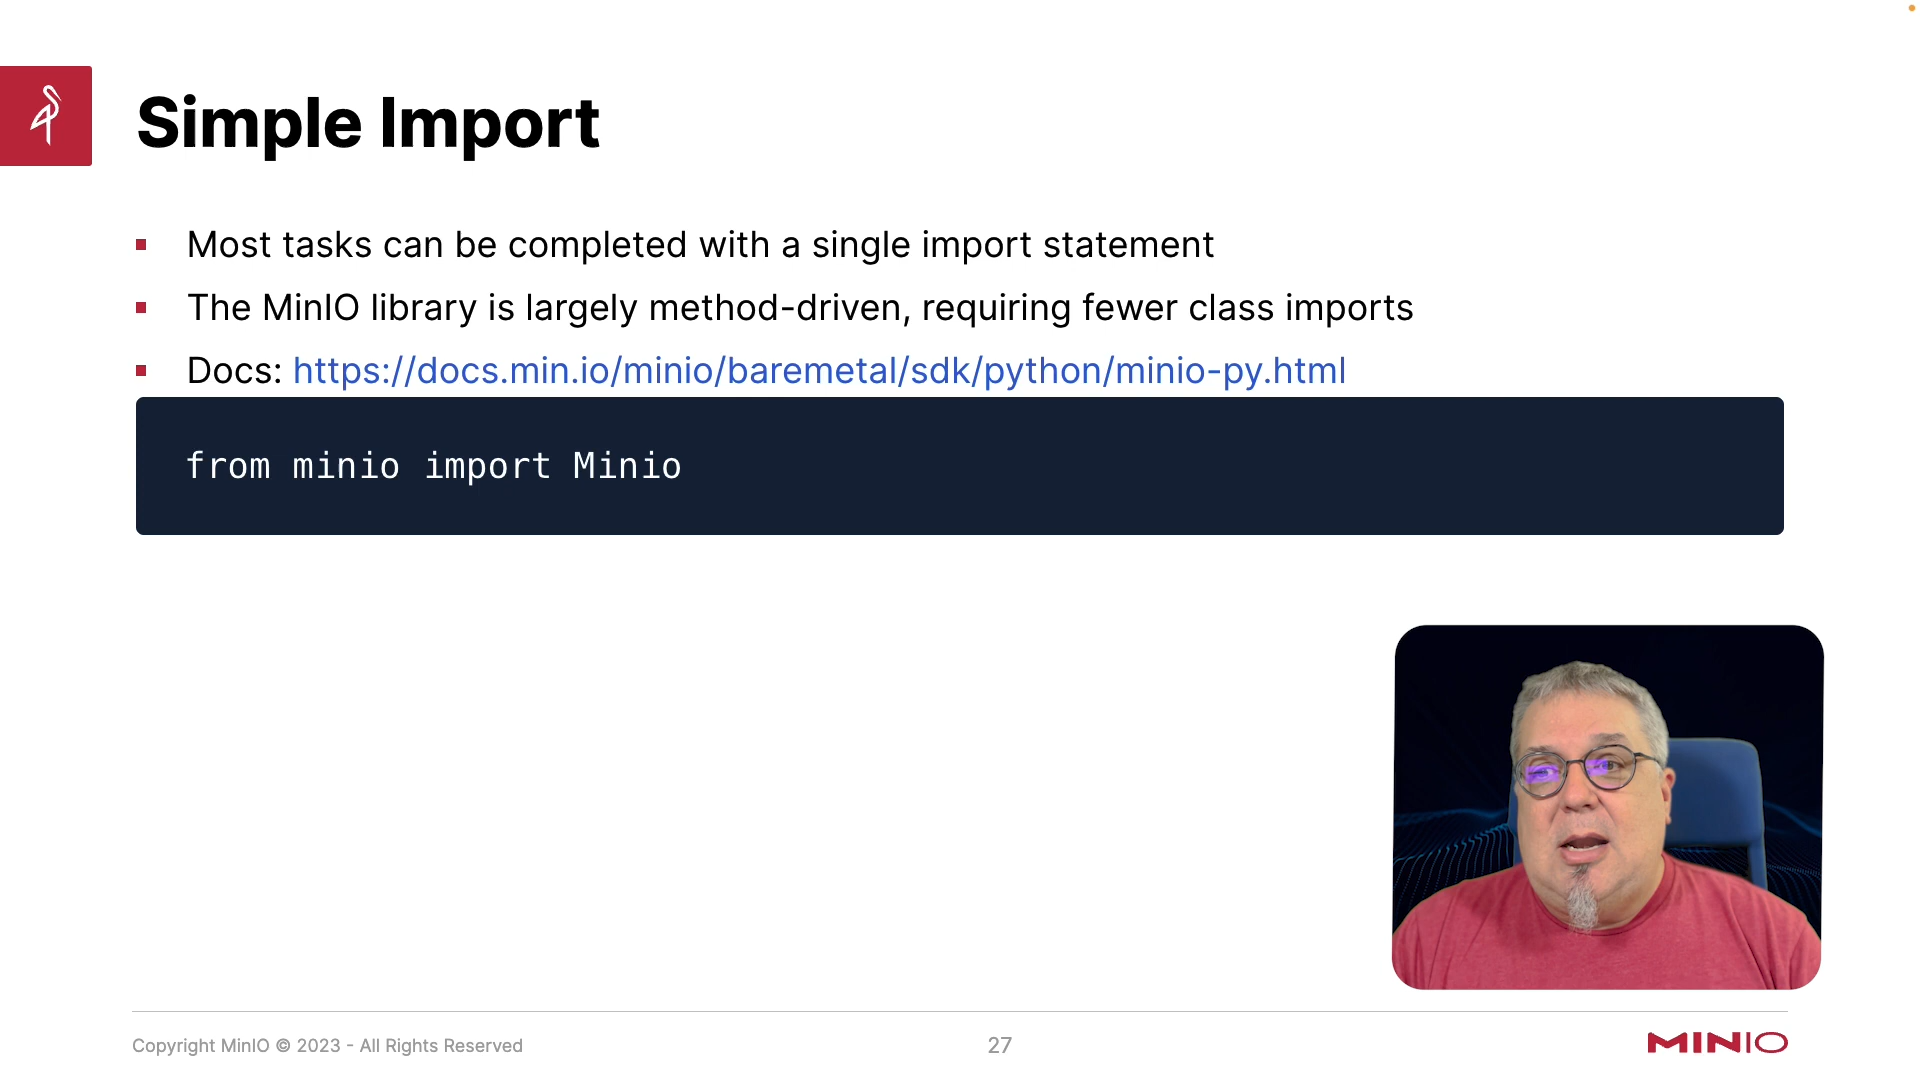 Simple Import
Most tasks can be completed with a single import statement
The MinIO library is largely method-driven, requiring fewer class imports
Docs: https://docs.min.io/minio/baremetal/sdk/python/minio-py.html
from minio import Minio
Copyright MinIO © 2023 - All Rights Reserved
27
MINIO